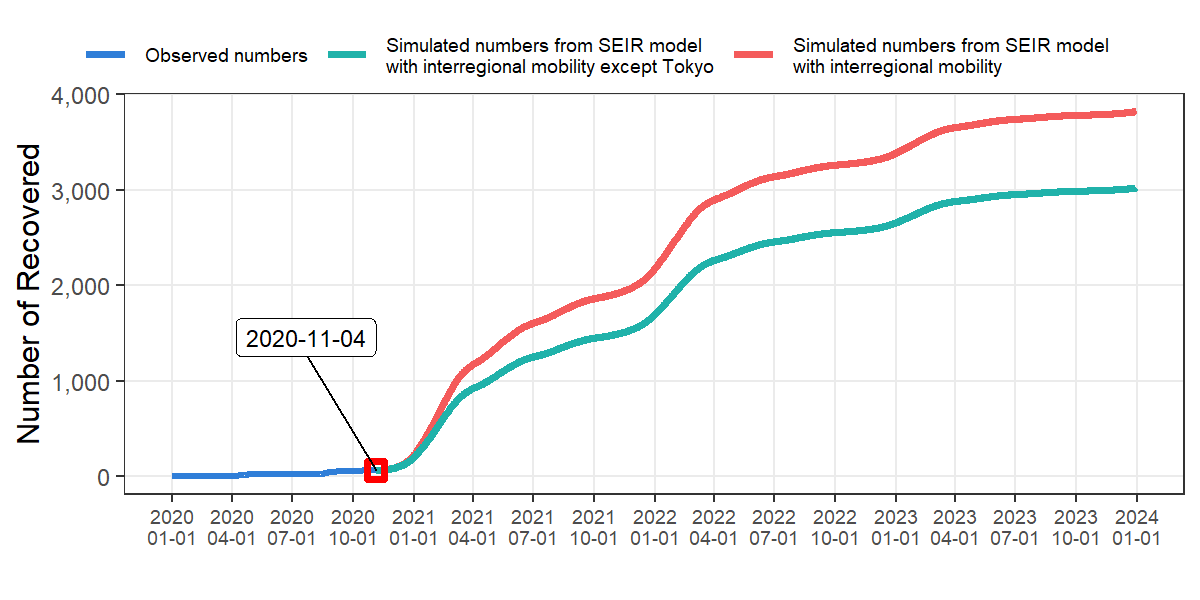 Observed numbers
Simulated numbers from SEIR model
with interregional mobility except Tokyo
Simulated numbers from SEIR model
with interregional mobility
Number of Recovered
4,000
3,000
2,000
1,000
0
2020-11-04
2020 2020 2020 2020 2021 2021 2021 2021 2022 2022 2022 2022 2023 2023 2023 2023 2024
01-01 04-01 07-01 10-01 01-01 04-01 07-01 10-01 01-01 04-01 07-01 10-01 01-01 04-01 07-01 10-01 01-01